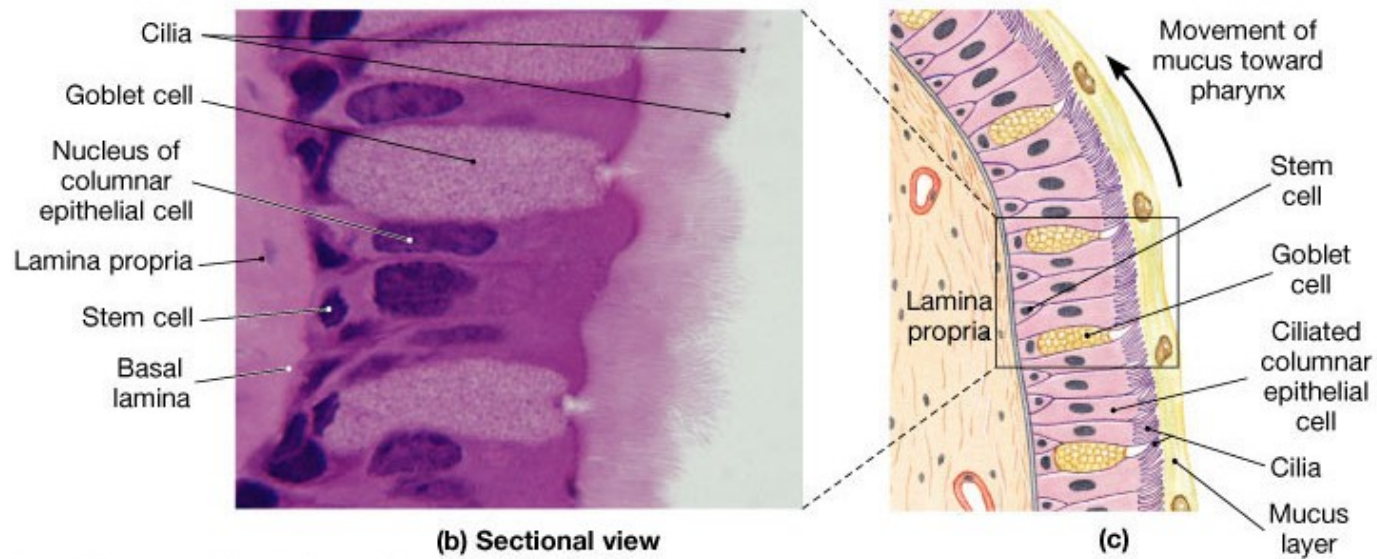 Cilia
Goblet cell
Nucleus of
columnar
epithelial cell
Lamina propria
Stem cell
Basal
lamina
(b) Sectional view
Movement of
mucus toward
pharynx
Stem
cell
Goblet
cell
Lamina
propria
Ciliated
columnar
epithelial
cell
Cilia
Mucus
layer
(c)